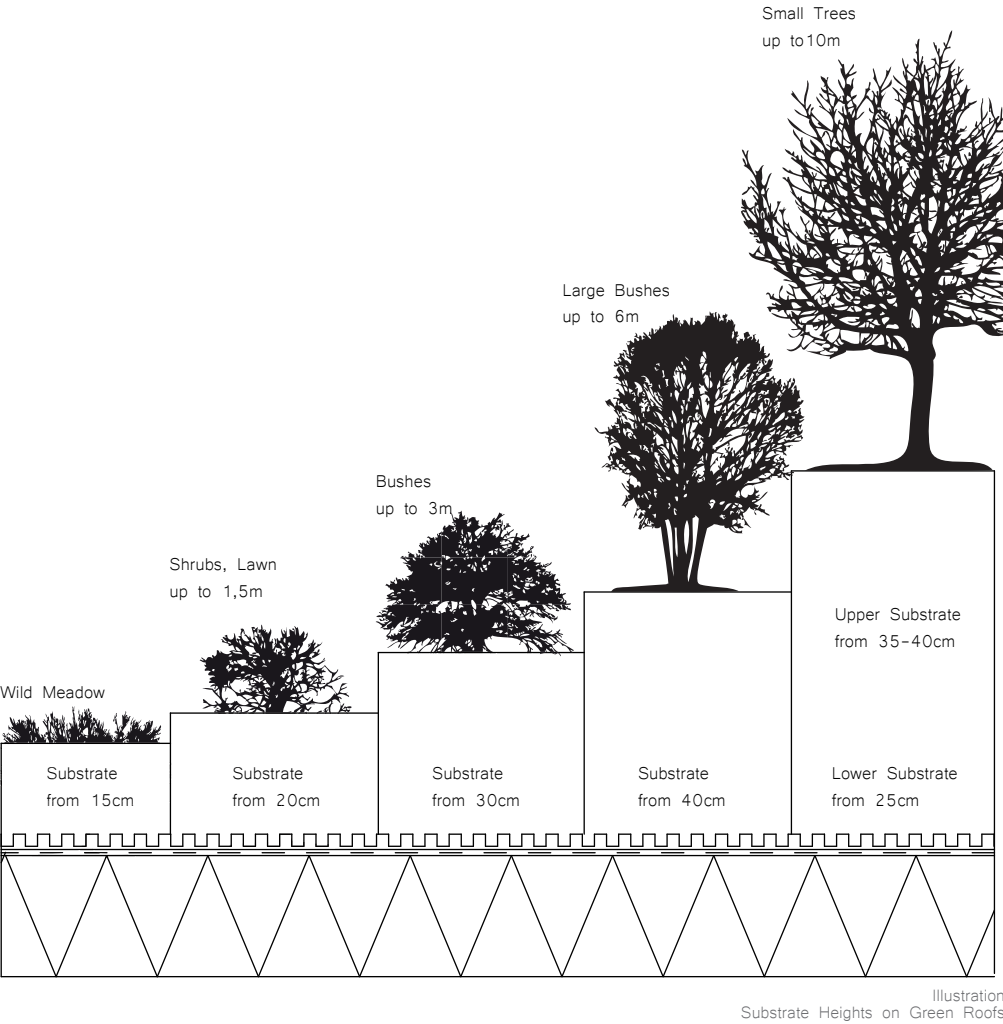 Small Trees
up to10m
Large Bushes
up to 6m
Bushes
up to 3m
Shrubs, Lawn
up to 1,5m
Wild Meadow
Upper Substrate
from 35-40cm
Substrate
from 15cm
Substrate
from 20cm
Substrate
from 30cm
Substrate
from 40cm
Lower Substrate
from 25cm
Illustration
Substrate Heights on Green Roofs